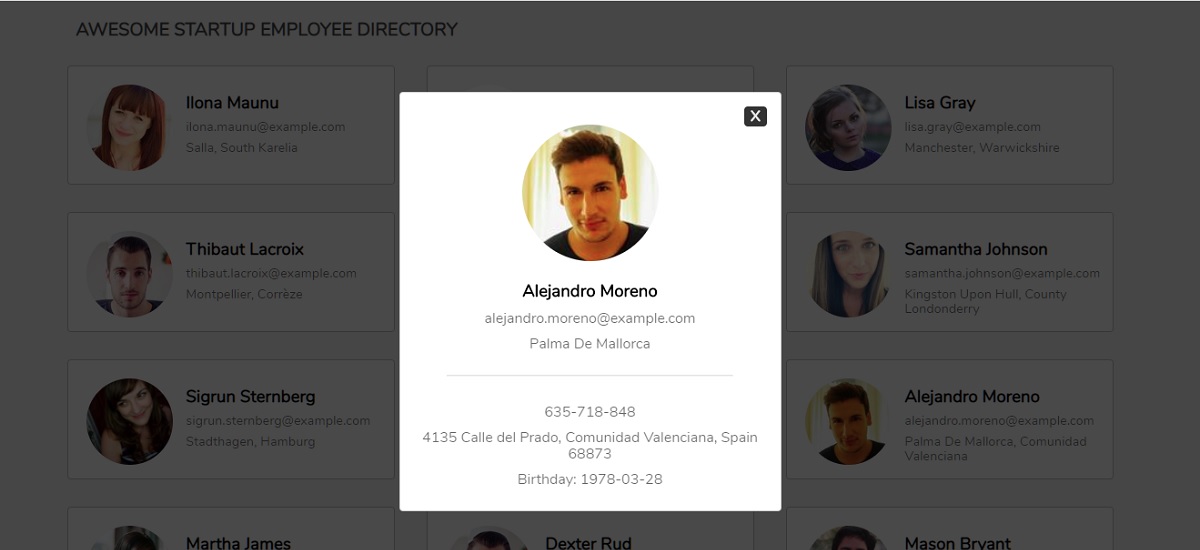 AWESOME STARTUP EMPLOYEE DIRECTORY
Ilona Maunu
ilona.maunu@example.com
Salla, South Karelia
Lisa Gray
lisa.gray@example.com
Manchester, Warwickshire
Thibaut Lacroix
thibaut.lacroix@example.com
Montpellier, Corrèze
Samantha Johnson
samantha.johnson@example.com
Kingston Upon Hull, County
Londonderry
Sigrun Sternberg
sigrun.sternberg@example.com
Stadthagen, Hamburg
Alejandro Moreno
alejandro.moreno@example.com
Palma De Mallorca, Comunidad
Valenciana
Martha James
Dexter Rud
Mason Bryant
X
Alejandro Moreno
alejandro.moreno@example.com
Palma De Mallorca
635-718-848
4135 Calle del Prado, Comunidad Valenciana, Spain
68873
Birthday: 1978-03-28